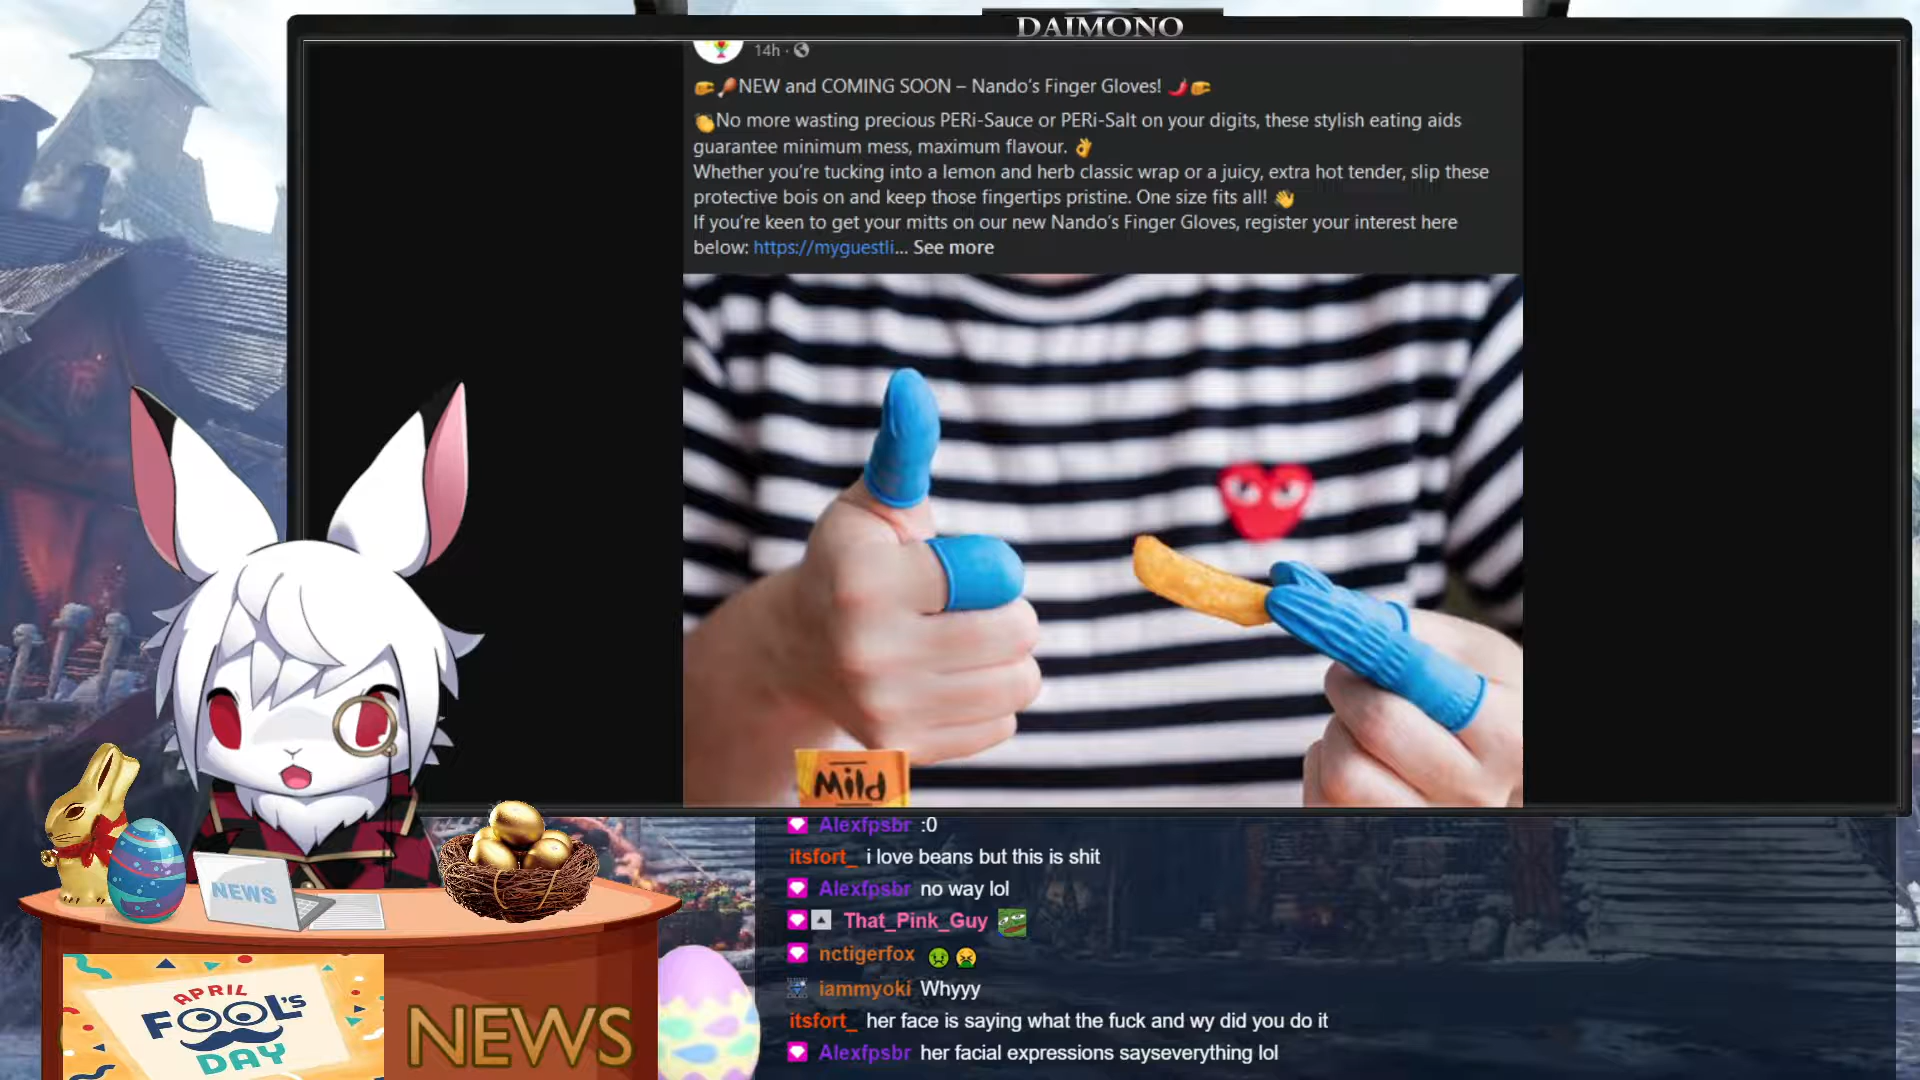 DAIMONO
14h ·
NEW and COMING SOON – Nando's Finger Gloves!
No more wasting precious PERi-Sauce or PERi-Salt on your digits, these stylish eating aids
guarantee minimum mess, maximum flavour.
Whether you're tucking into a lemon and herb classic wrap or a juicy, extra hot tender, slip these
protective bois on and keep those fingertips pristine. One size fits all!
If you're keen to get your mitts on our new Nando's Finger Gloves, register your interest here
below: https://myguestli... See more
Mild
Alexfpsbr :0
itsfort_ i love beans but this is shit
Alexfpsbr no way lol
That_Pink_Guy
nctigerfox
iammyoki Whyyy
itsfort_ her face is saying what the fuck and wy did you do it
Alexfpsbr her facial expressions sayseverything lol
NEWS
APRIL
FOOL'S
DAY
NEWS